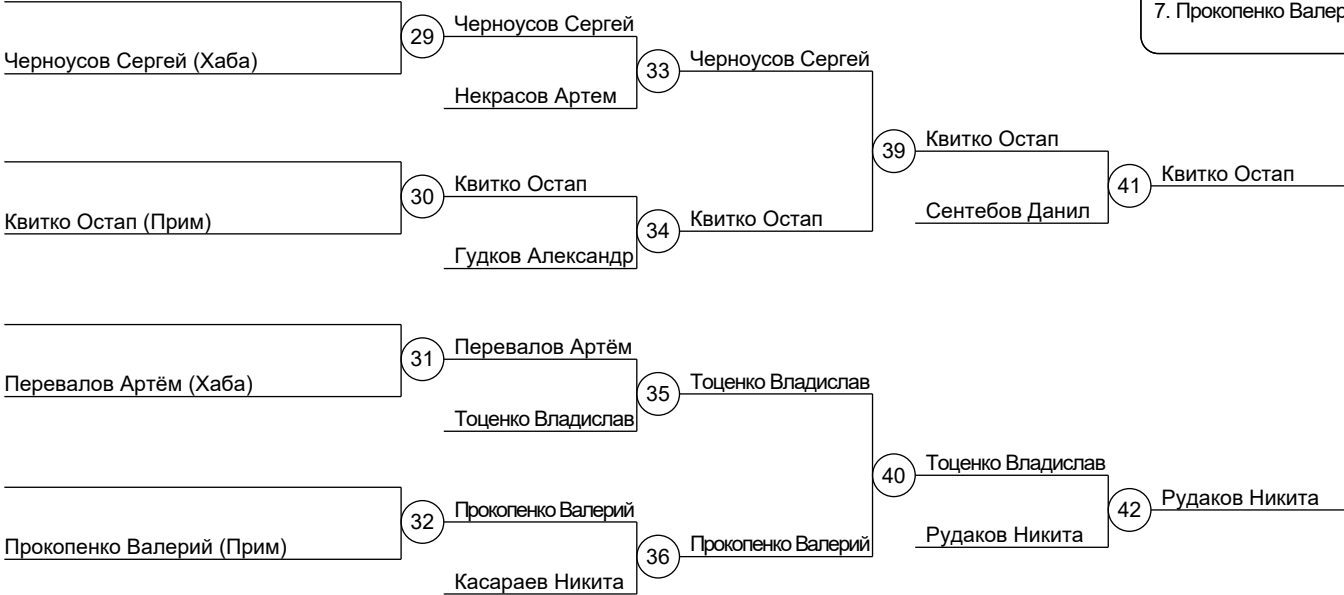 7. Прокопенко Валер
29
Черноусов Сергей
Черноусов Сергей (Хаба)
33
Черноусов Сергей
Некрасов Артем
39
Квитко Остап
30
Квитко Остап
41
Квитко Остап
Квитко Остап (Прим)
34
Квитко Остап
Сентебов Данил
Гудков Александр
31
Перевалов Артём
Перевалов Артём (Хаба)
35
Тоценко Владислав
Тоценко Владислав
40
Тоценко Владислав
32
Прокопенко Валерий
42
Рудаков Никита
Прокопенко Валерий (Прим)
36
Прокопенко Валерий
Рудаков Никита
Касараев Никита